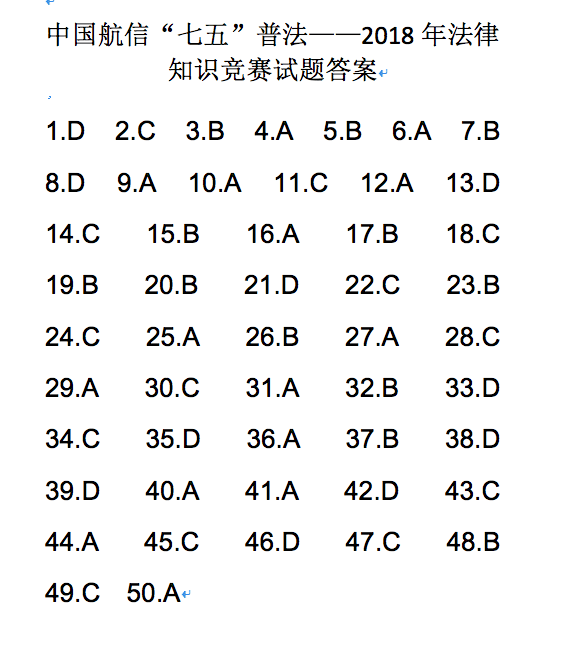 中国航信“七五”普法——2018 年法律
知识竞赛试题答案
1.D 2.C 3.B 4.A 5.B 6.A 7.B
8.D 9.A 10.A 11.C 12.A 13.D
14.C 15.B 16.A 17.B 18.C
19.B 20.B 21.D 22.C 23.B
24.C 25.A 26.B 27.A 28.C
29.A 30.C 31.A 32.B 33.D
34.C 35.D 36.A 37.B 38.D
39.D 40.A 41.A 42.D 43.C
44.A 45.C 46.D 47.C 48.B
49.C 50.A